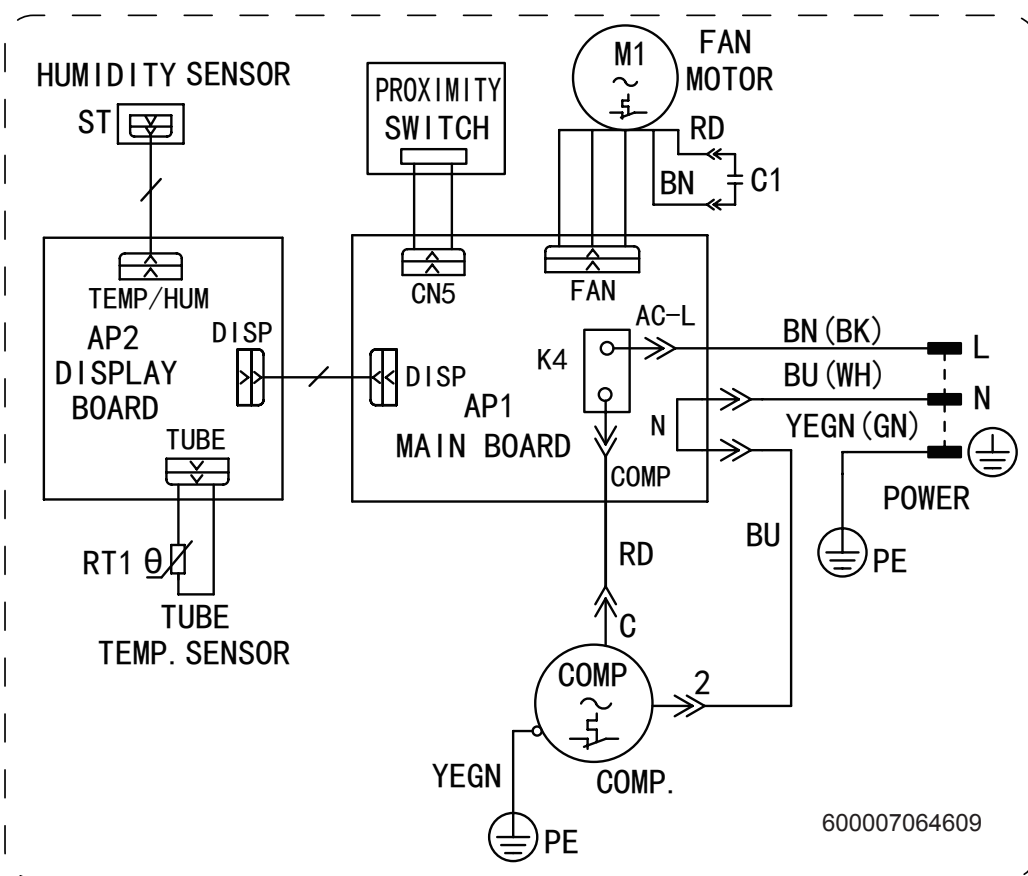 HUMIDITY SENSOR
ST
PROXIMITY
SWITCH
M1
FAN
MOTOR
RD
BN
C1
TEMP/HUM
AP2
DISPLAY
BOARD
DISP
TUBE
RT1 θ
TUBE
TEMP. SENSOR
CN5
FAN
DISP
AP1
MAIN BOARD
K4
AC-L
N
COMP
BN(BK)
L
BU(WH)
N
YEGN(GN)
POWER
PE
BU
RD
C
COMP
2
COMP.
YEGN
PE
600007064609